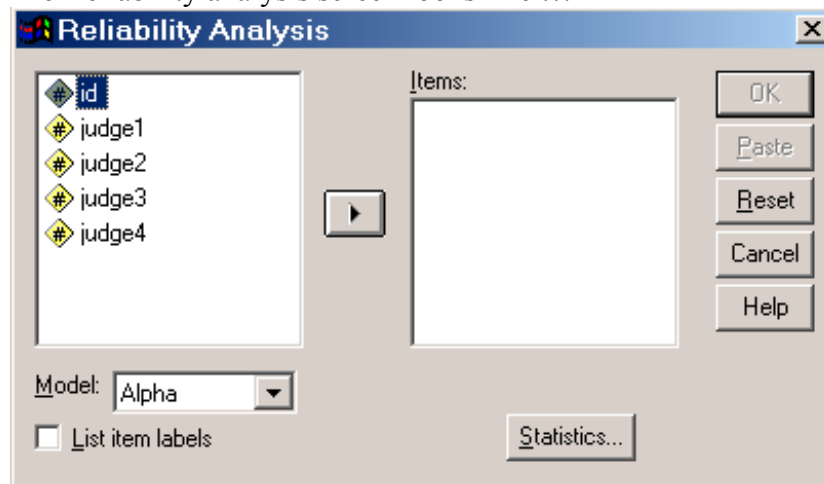 Reliability Analysis
id
judge1
judge2
judge3
judge4
Items:
OK
Paste
Reset
Cancel
Help
Model: Alpha
List item labels
Statistics...